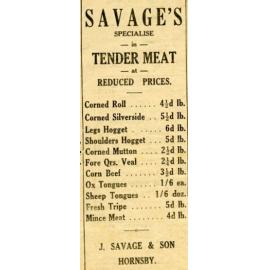 SAVAGE'S
SPECIALISE
— in —
TENDER MEAT
— at —
REDUCED PRICES.
Corned Roll ..... 4½d lb.
Corned Silverside .. 5½d lb.
Legs Hogget .... 6d lb.
Shoulders Hogget . 5d lb.
Corned Mutton .. 2½d lb.
Fore Qrs. Veal .. 2½d lb.
Corn Beef ..... 3½d lb.
Ox Tongues .... 1/6 ea.
Sheep Tongues .. 1/6 doz.
Fresh Tripe .... 5d lb.
Mince Meat .... 4d lb.
J. SAVAGE & SON
HORNSBY.